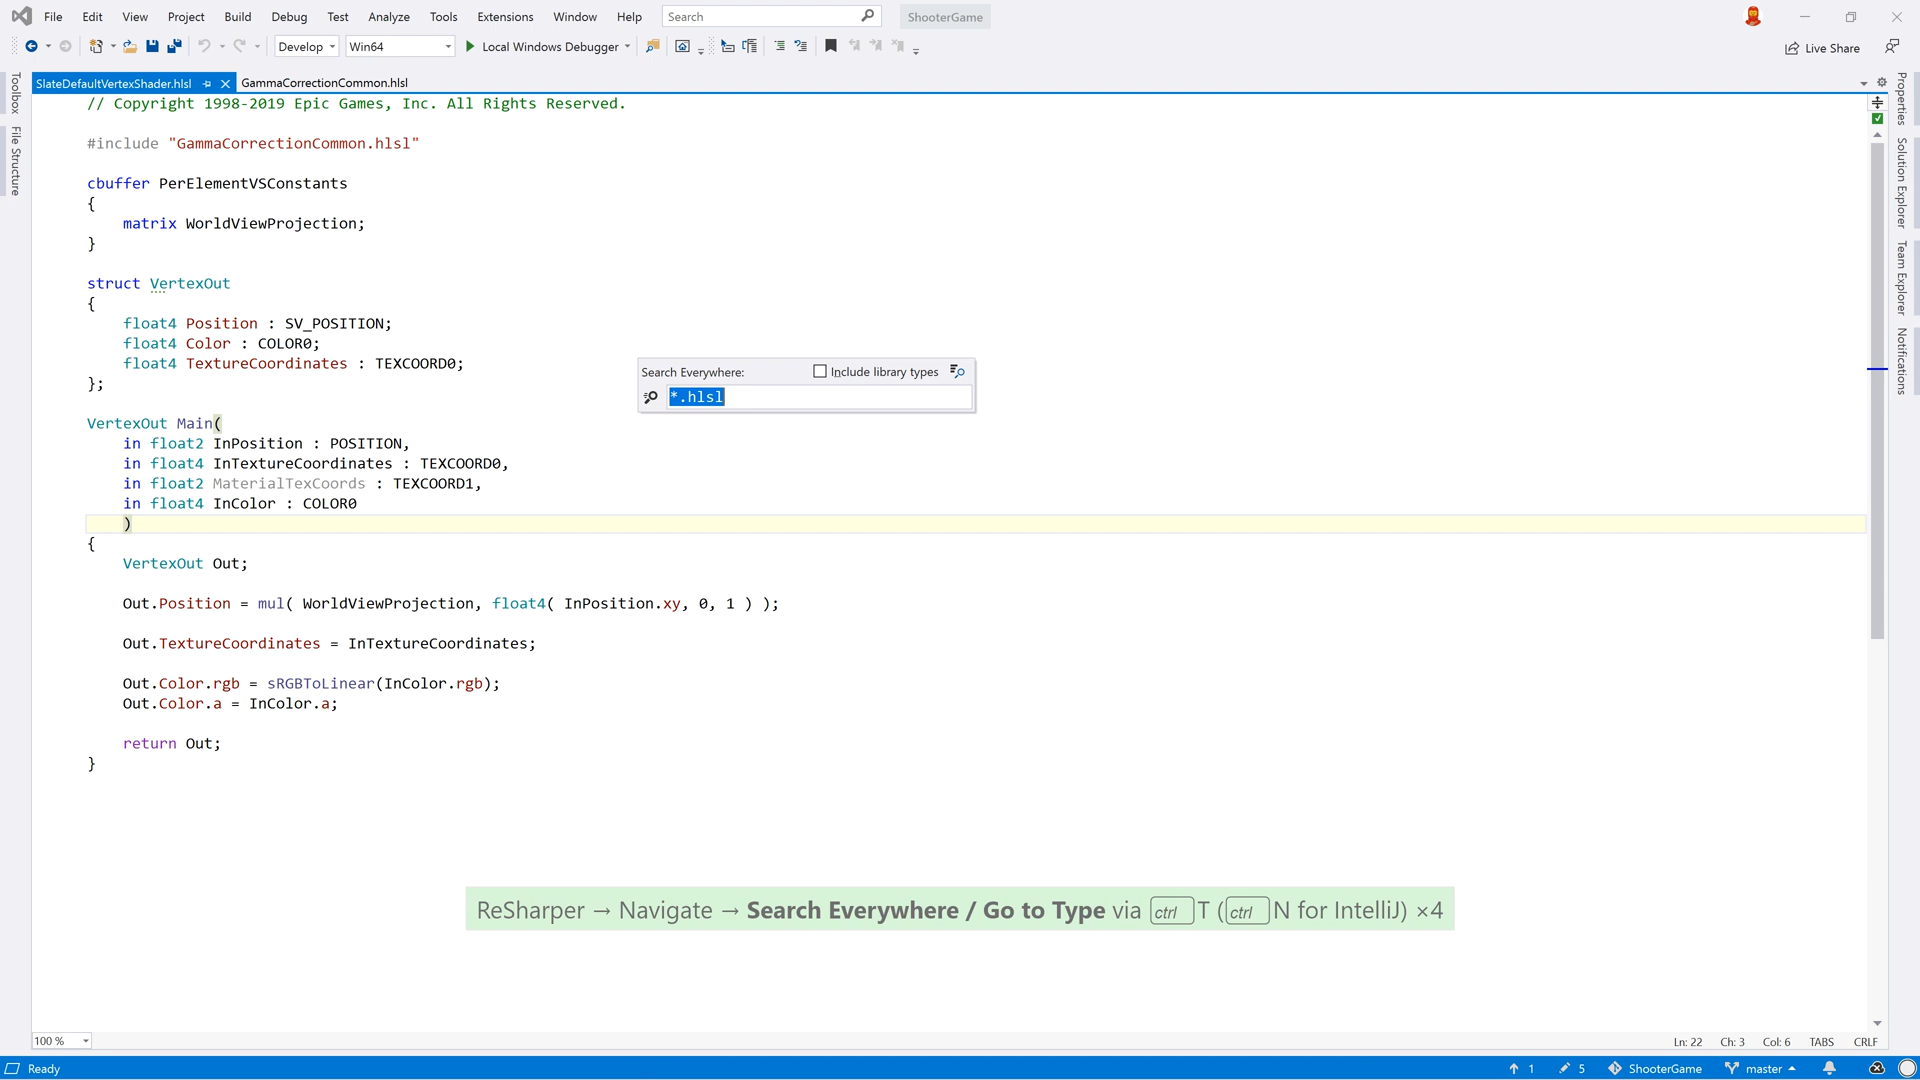 File Edit View Project Build Debug Test Analyze Tools Extensions Window Help Search ShooterGame
Develop Win64 Local Windows Debugger Live Share
SlateDefaultVertexShader.hlsl GammaCorrectionCommon.hlsl
Toolbox
File Structure
// Copyright 1998-2019 Epic Games, Inc. All Rights Reserved.
#include "GammaCorrectionCommon.hlsl"
cbuffer PerElementVSConstants
{
matrix WorldViewProjection;
}
struct VertexOut
{
float4 Position : SV_POSITION;
float4 Color : COLOR0;
float4 TextureCoordinates : TEXCOORD0;
};
VertexOut Main(
in float2 InPosition : POSITION,
in float4 InTextureCoordinates : TEXCOORD0,
in float2 MaterialTexCoords : TEXCOORD1,
in float4 InColor : COLOR0
)
{
VertexOut Out;
Out.Position = mul( WorldViewProjection, float4( InPosition.xy, 0, 1 ) );
Out.TextureCoordinates = InTextureCoordinates;
Out.Color.rgb = sRGBToLinear(InColor.rgb);
Out.Color.a = InColor.a;
return Out;
}
Search Everywhere: Include library types
*.hlsl
Properties
Solution Explorer
Team Explorer
Notifications
ReSharper → Navigate → Search Everywhere / Go to Type via ctrl T (ctrl N for IntelliJ) ×4
100 % Ln: 22 Ch: 3 Col: 6 TABS CRLF
Ready 1 5 ShooterGame master